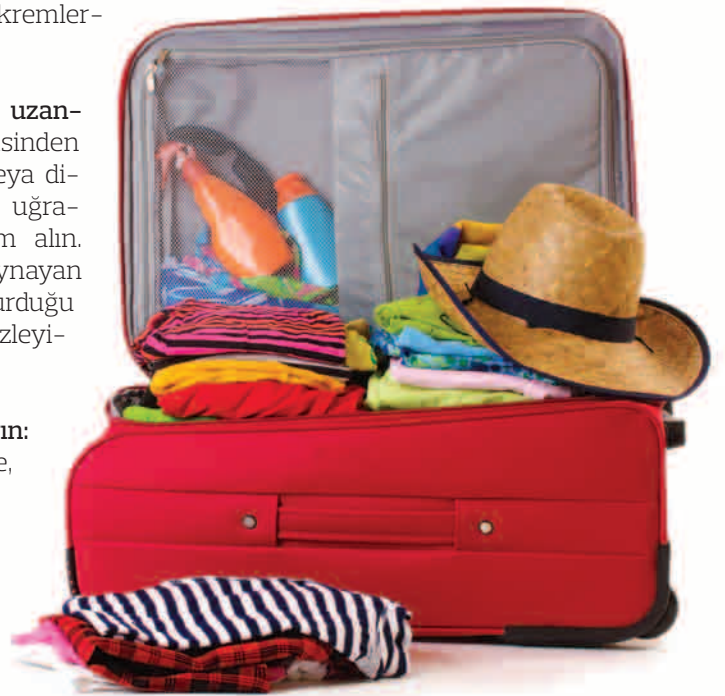 kremler-
uzan-
sinden
eya di-
uğra-
m alın.
ynayan
urduğu
zleyi-
ın:
e,